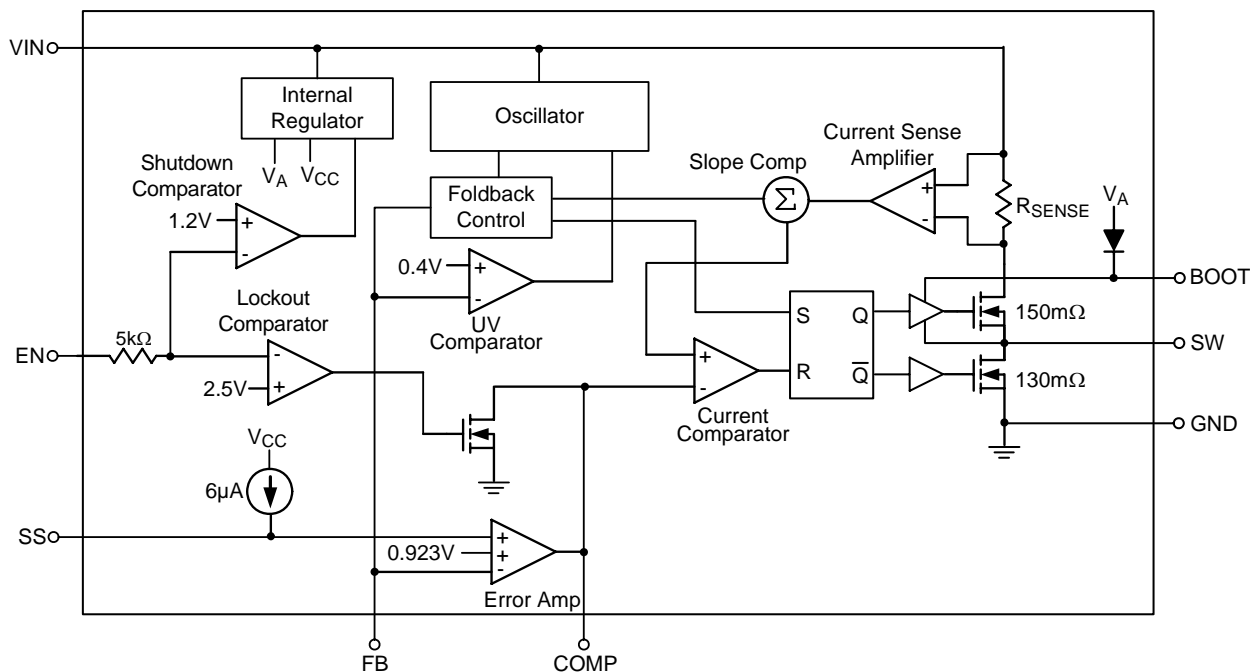 VIN
Internal
Regulator
Oscillator
Current Sense
Amplifier
Shutdown
Comparator
VA
VCC
Slope Comp
Foldback
Control
Σ
+
-
RSENSE
VA
1.2V
+
-
0.4V
+
-
UV
Comparator
BOOT
Lockout
Comparator
S
Q
150mΩ
5kΩ
EN
-
2.5V
+
SW
+
-
R
Q̅
130mΩ
Current
Comparator
GND
VCC
6µA
SS
+
0.923V
+
-
Error Amp
FB
COMP